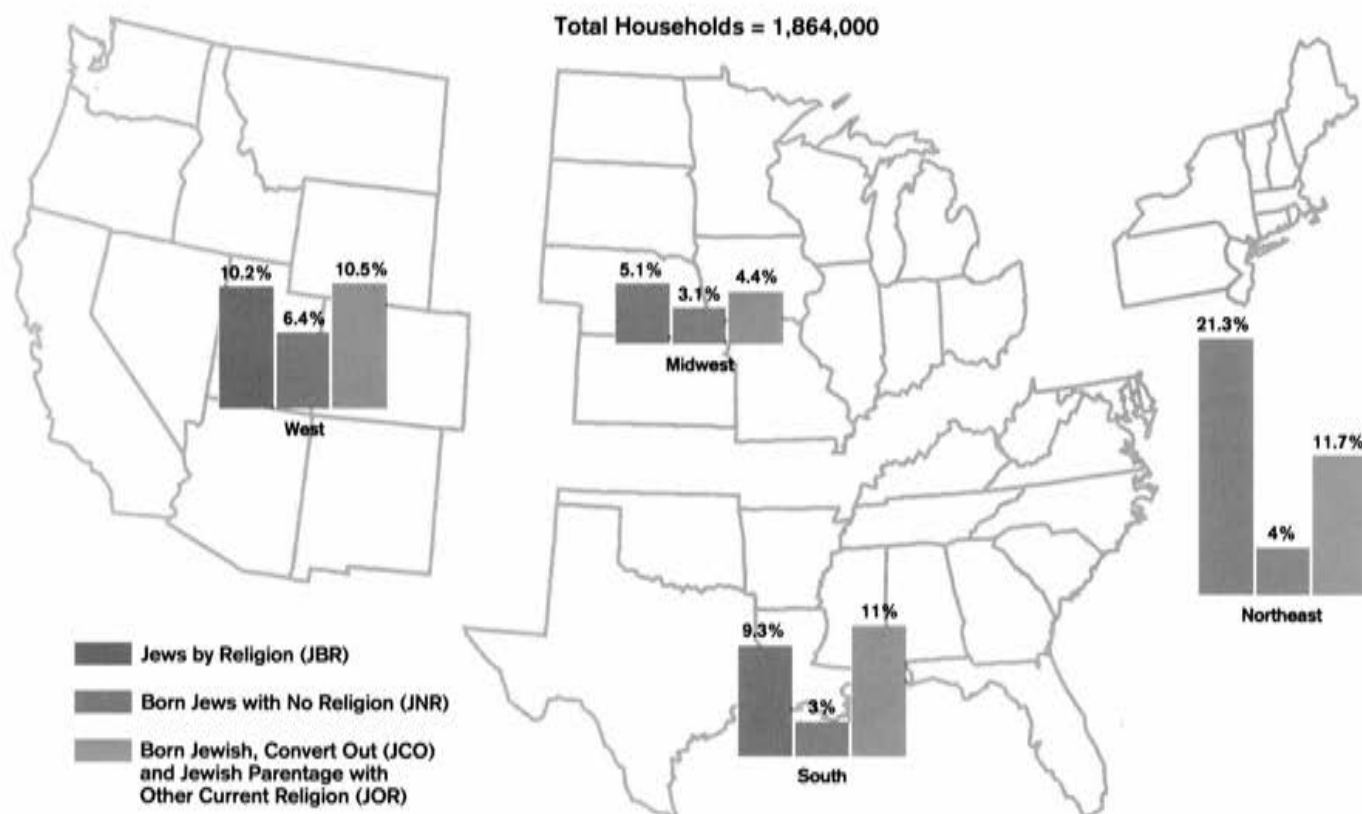 Total Households = 1,864,000
10.2%
6.4%
10.5%
West
5.1%
3.1%
4.4%
Midwest
21.3%
4%
11.7%
Northeast
9.3%
3%
11%
South
Jews by Religion (JBR)
Born Jews with No Religion (JNR)
Born Jewish, Convert Out (JCO)
and Jewish Parentage with
Other Current Religion (JOR)